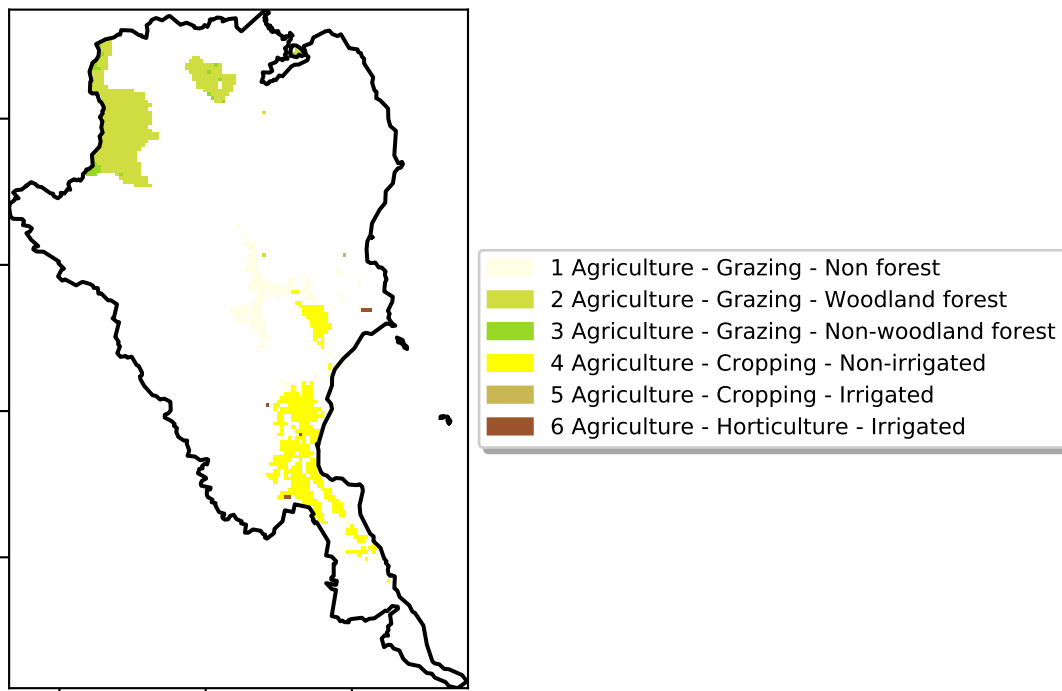 1 Agriculture - Grazing - Non forest
2 Agriculture - Grazing - Woodland forest
3 Agriculture - Grazing - Non-woodland forest
4 Agriculture - Cropping - Non-irrigated
5 Agriculture - Cropping - Irrigated
6 Agriculture - Horticulture - Irrigated